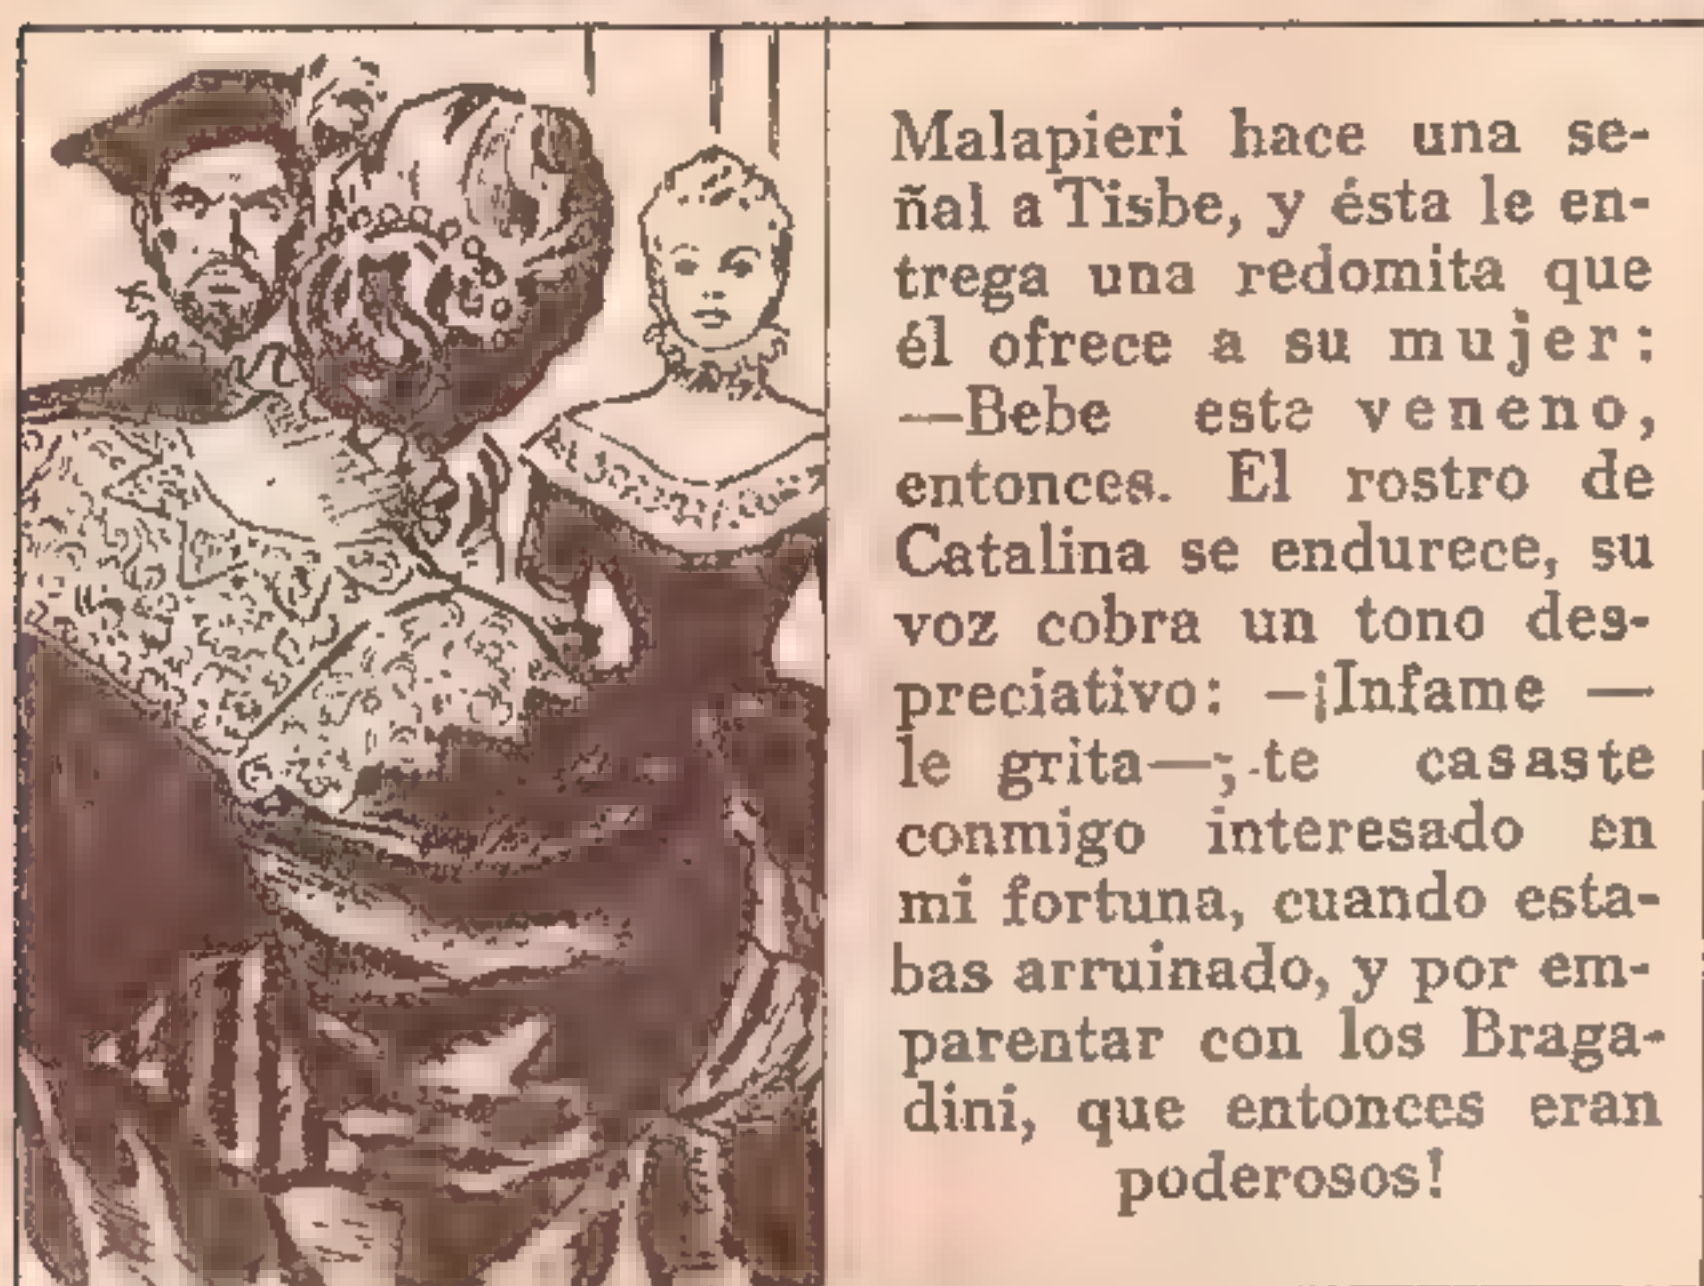 Malapieri hace una se-
ñal a Tisbe, y ésta le en-
trega una redomita que
él ofrece a su mujer:
—Bebe este veneno,
entonces. El rostro de
Catalina se endurece, su
voz cobra un tono des-
preciativo: —¡Infame —
le grita—; te casaste
conmigo interesado en
mi fortuna, cuando esta-
bas arruinado, y por em-
parentar con los Braga-
dini, que entonces eran
poderosos!